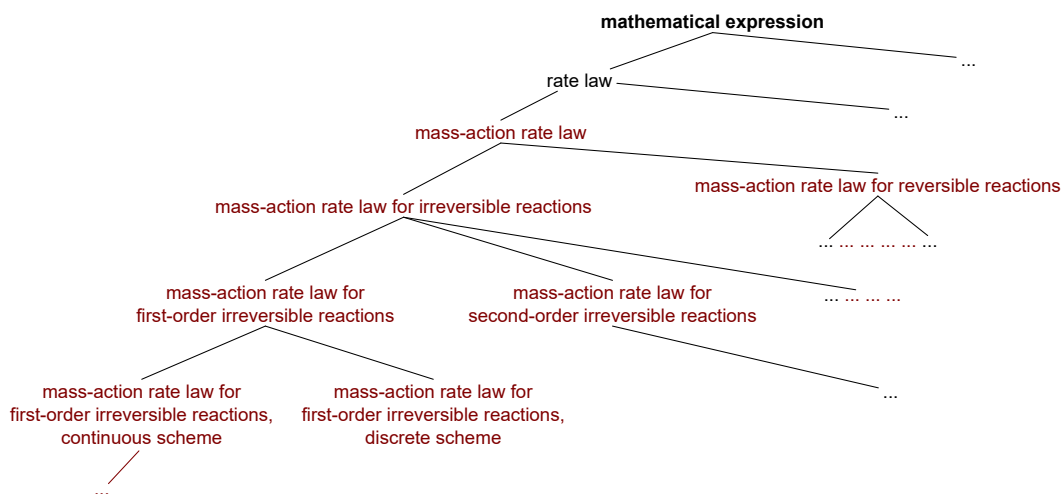 mathematical expression
...
rate law
...
mass-action rate law
mass-action rate law for reversible reactions
mass-action rate law for irreversible reactions
... ... ... ... ... ...
mass-action rate law for
first-order irreversible reactions
mass-action rate law for
second-order irreversible reactions
... ... ... ...
mass-action rate law for
first-order irreversible reactions,
continuous scheme
mass-action rate law for
first-order irreversible reactions,
discrete scheme
...
...